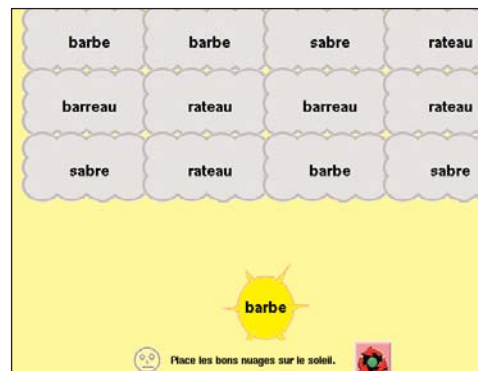 barbe barbe sabre rateau
barreau rateau barreau rateau
sabre rateau barbe sabre
barbe
Place les bons nuages sur le soleil.